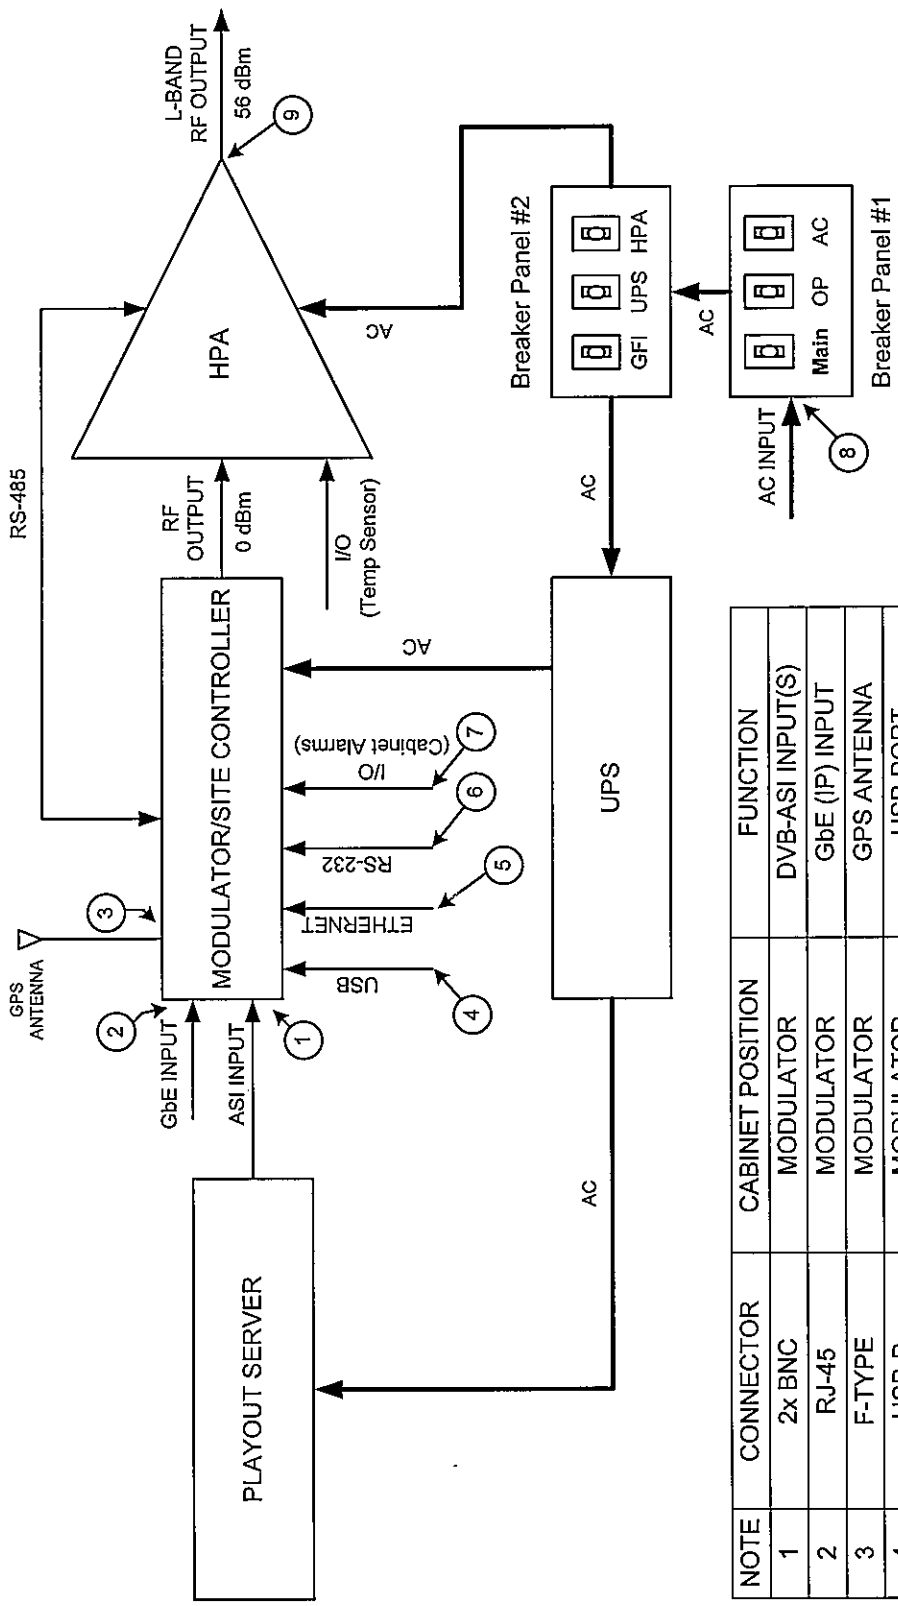 L-BAND
RF OUTPUT
56 dBm
9
RS-485
HPA
AC
RF
OUTPUT
0 dBm
I/O
(Temp Sensor)
GPS
ANTENNA
3
2
GbE INPUT
ASI INPUT
1
MODULATOR/SITE CONTROLLER
USB
4
ETHERNET
5
RS-232
6
I/O
(Cabinet Alarms)
7
AC
PLAYOUT SERVER
AC
UPS
AC
Breaker Panel #2
GFI UPS HPA
AC
AC INPUT
8
Main OP AC
Breaker Panel #1
NOTE CONNECTOR CABINET POSITION FUNCTION
1 2x BNC MODULATOR DVB-ASI INPUT(S)
2 RJ-45 MODULATOR GbE (IP) INPUT
3 F-TYPE MODULATOR GPS ANTENNA
MODULATOR USB PORT